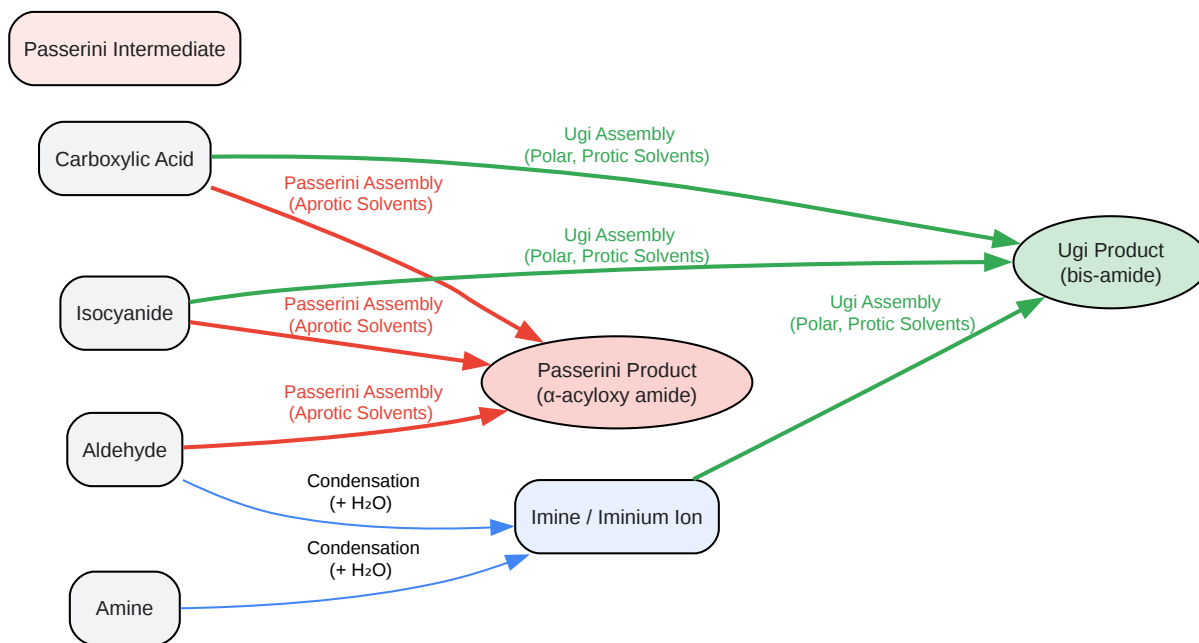 Passerini Intermediate
Carboxylic Acid
Ugi Assembly
(Polar, Protic Solvents)
Passerini Assembly
(Aprotic Solvents)
Ugi Assembly
(Polar, Protic Solvents)
Ugi Product
(bis-amide)
Isocyanide
Passerini Assembly
(Aprotic Solvents)
Ugi Assembly
(Polar, Protic Solvents)
Passerini Product
(α-acyloxy amide)
Passerini Assembly
(Aprotic Solvents)
Aldehyde
Condensation
(+ H₂O)
Imine / Iminium Ion
Condensation
(+ H₂O)
Amine